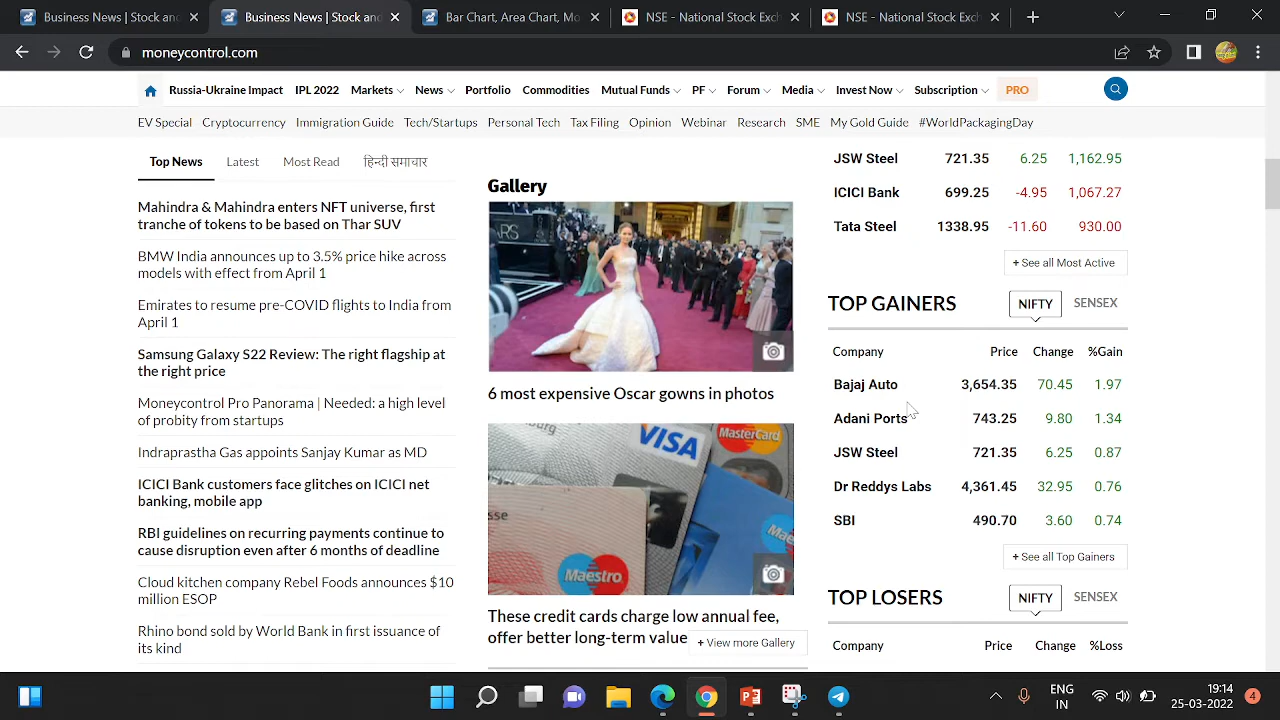 Business News | Stock and
Business News | Stock and
Bar Chart, Area Chart, No
NSE - National Stock Exch
NSE - National Stock Exch
moneycontrol.com
Russia-Ukraine Impact IPL 2022 Markets News Portfolio Commodities Mutual Funds PF Forum Media Invest Now Subscription PRO
EV Special Cryptocurrency Immigration Guide Tech/Startups Personal Tech Tax Filing Opinion Webinar Research SME My Gold Guide #WorldPackagingDay
Top News Latest Most Read हिन्दी समाचार
Mahindra & Mahindra enters NFT universe, first
tranche of tokens to be based on Thar SUV
BMW India announces up to 3.5% price hike across
models with effect from April 1
Emirates to resume pre-COVID flights to India from
April 1
Samsung Galaxy S22 Review: The right flagship at
the right price
Moneycontrol Pro Panorama | Needed: a high level
of probity from startups
Indraprastha Gas appoints Sanjay Kumar as MD
ICICI Bank customers face glitches on ICICI net
banking, mobile app
RBI guidelines on recurring payments continue to
cause disruption even after 6 months of deadline
Cloud kitchen company Rebel Foods announces $10
million ESOP
Rhino bond sold by World Bank in first issuance of
its kind
Gallery
6 most expensive Oscar gowns in photos
VISA
MasterCard
Maestro
These credit cards charge low annual fee,
offer better long-term value
+ View more Gallery
JSW Steel 721.35 6.25 1,162.95
ICICI Bank 699.25 -4.95 1,067.27
Tata Steel 1338.95 -11.60 930.00
+ See all Most Active
TOP GAINERS NIFTY SENSEX
Company Price Change %Gain
Bajaj Auto 3,654.35 70.45 1.97
Adani Ports 743.25 9.80 1.34
JSW Steel 721.35 6.25 0.87
Dr Reddys Labs 4,361.45 32.95 0.76
SBI 490.70 3.60 0.74
+ See all Top Gainers
TOP LOSERS NIFTY SENSEX
Company Price Change %Loss
ENG
IN
19:14
25-03-2022
4